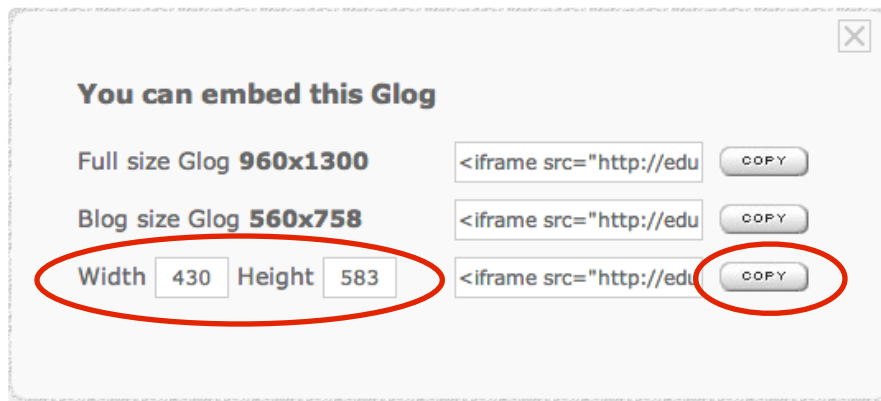 You can embed this Glog
Full size Glog 960x1300 <iframe src="http://edu COPY
Blog size Glog 560x758 <iframe src="http://edu COPY
Width 430 Height 583 <iframe src="http://edu COPY